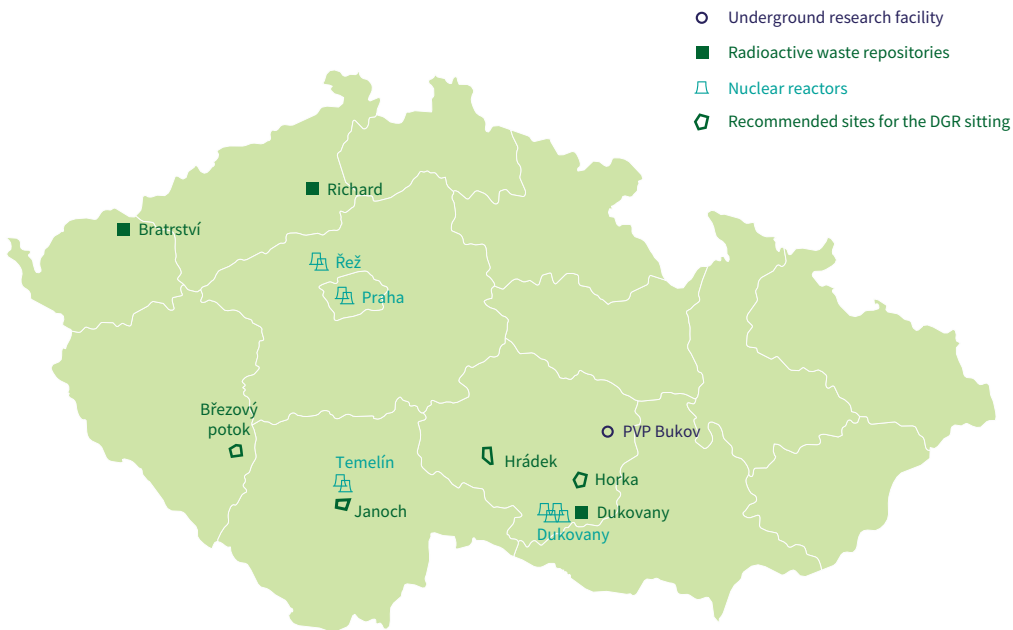 Underground research facility
Radioactive waste repositories
Nuclear reactors
Recommended sites for the DGR sitting
Richard
Bratrství
Řež
Praha
Březový
potok
PVP Bukov
Temelín
Hrádek
Horka
Janoch
Dukovany
Dukovany